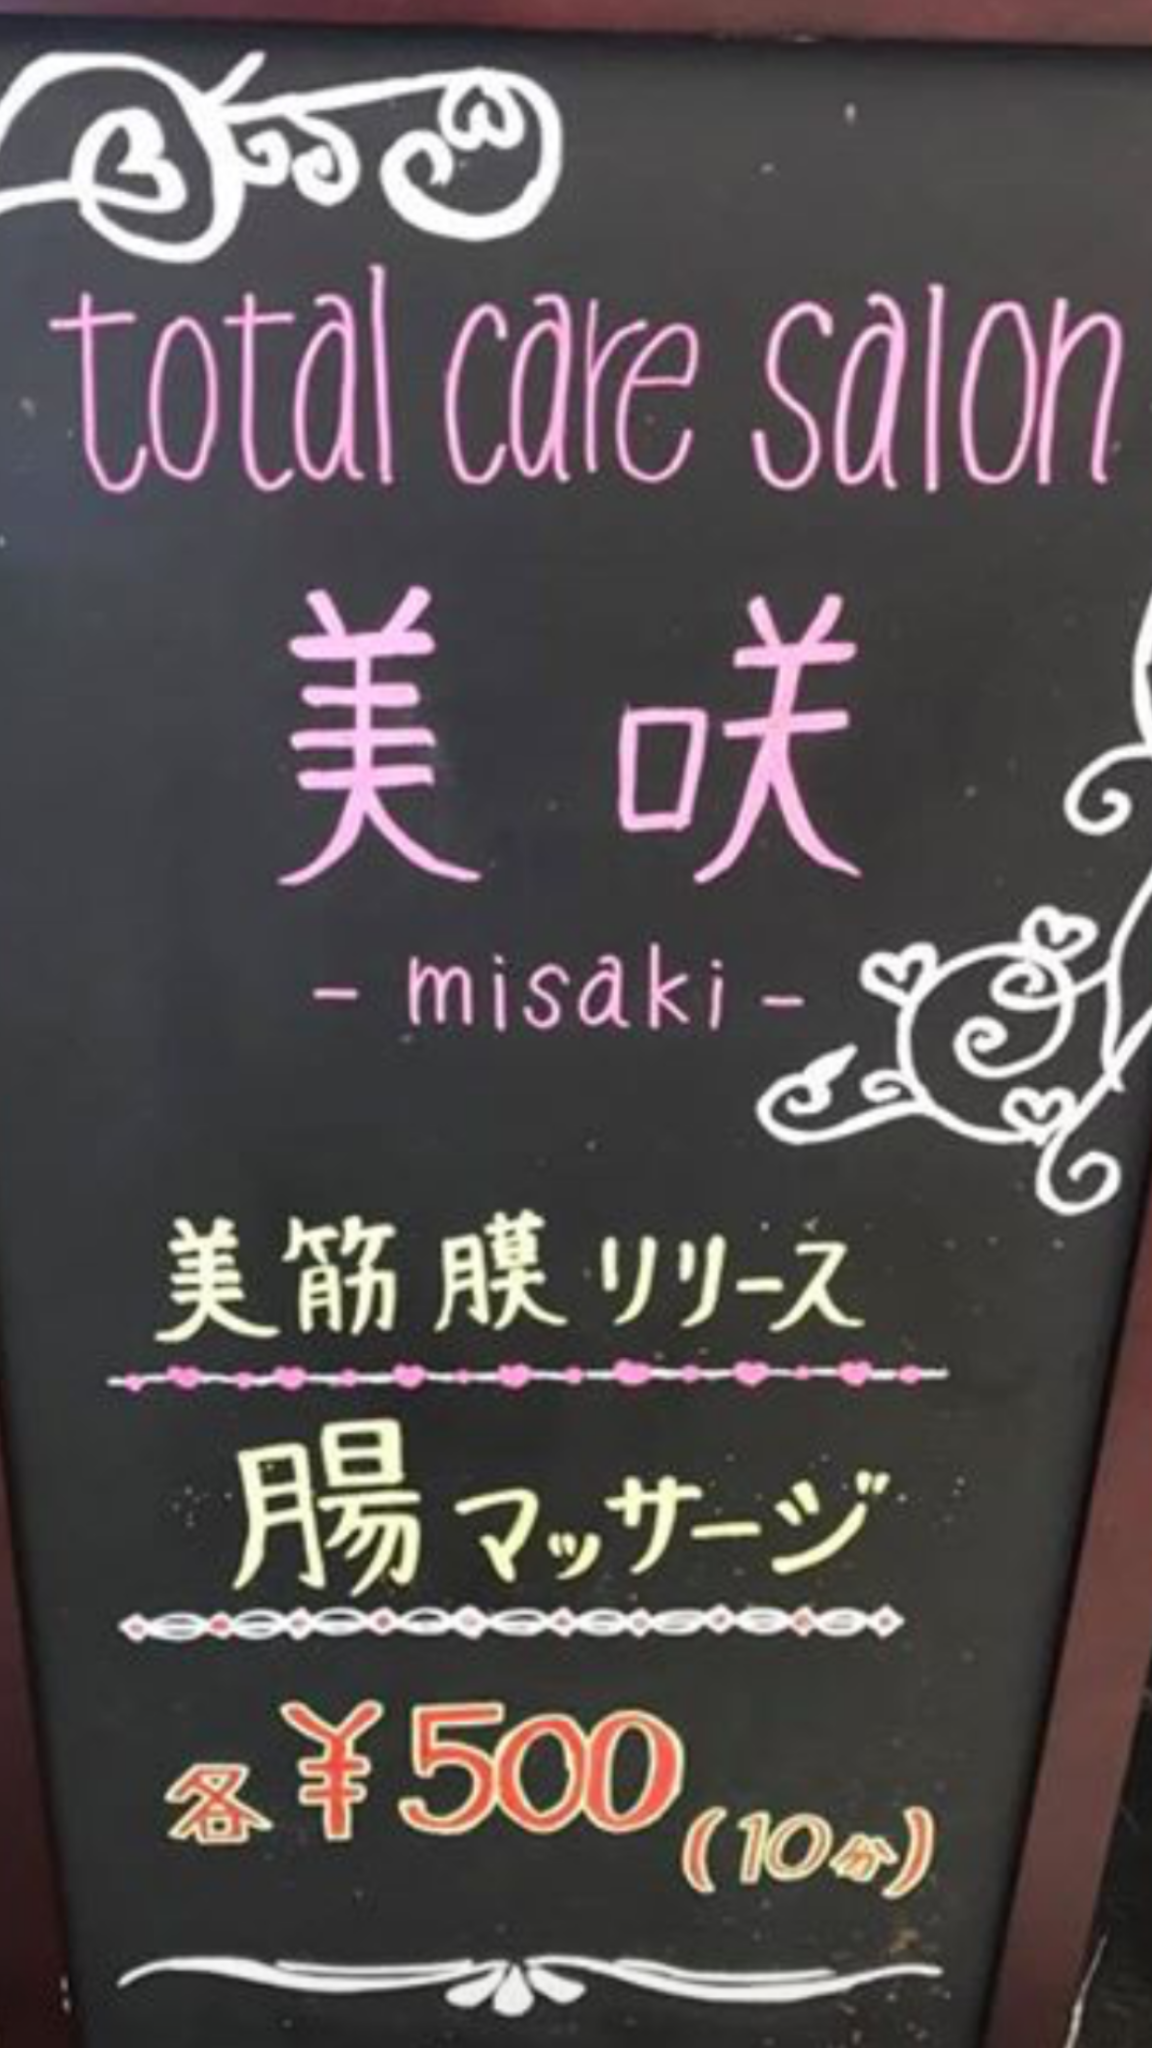 total care salon
美咲
- misaki -
美筋膜リリース
腸マッサージ
各¥500(10分)